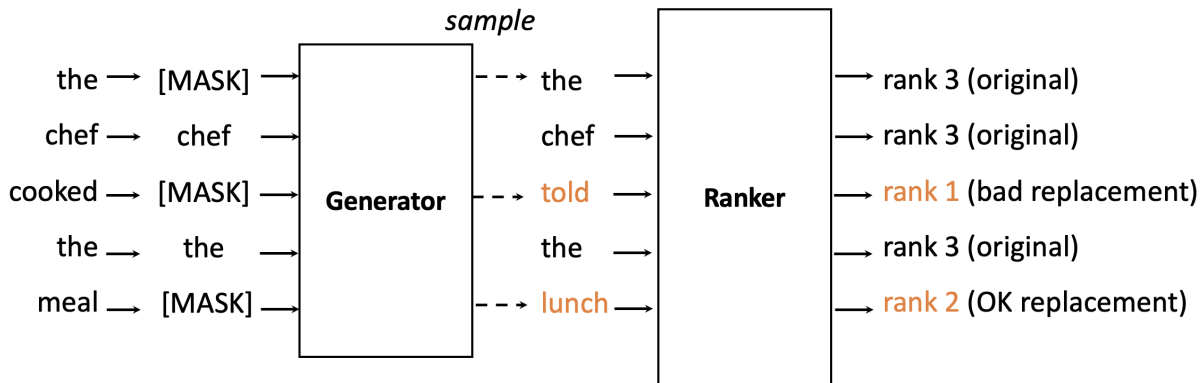 sample
the [MASK] the rank 3 (original)
chef chef chef rank 3 (original)
cooked [MASK] Generator told Ranker rank 1 (bad replacement)
the the the rank 3 (original)
meal [MASK] lunch rank 2 (OK replacement)